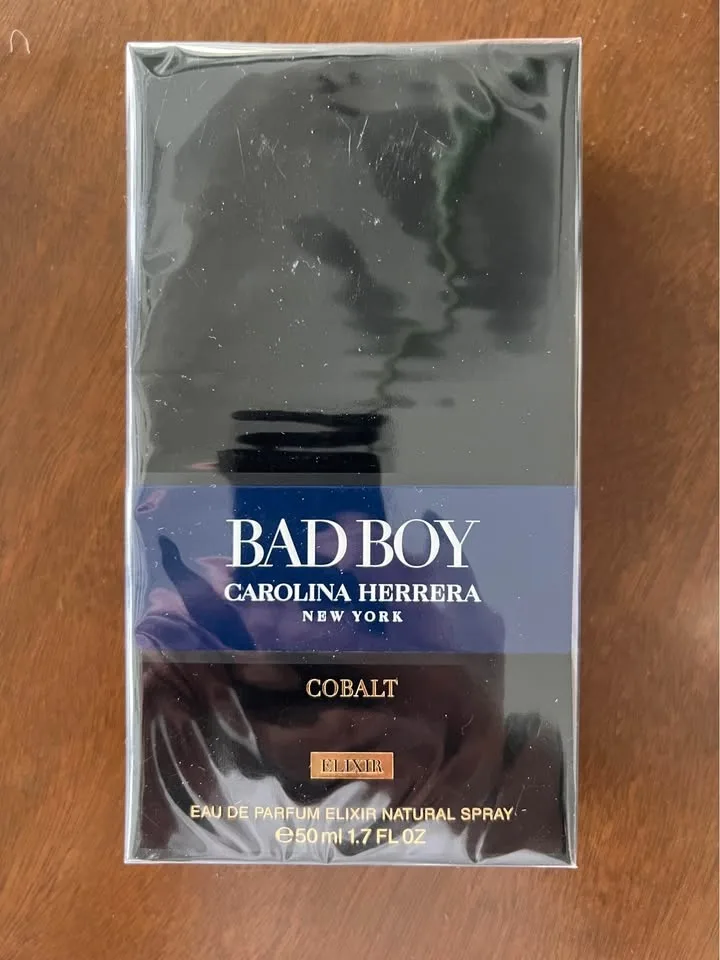 BAD BOY
CAROLINA HERRERA
NEW YORK
COBALT
ELIXIR
EAU DE PARFUM ELIXIR NATURAL SPRAY
℮50 ml 1.7 FL OZ